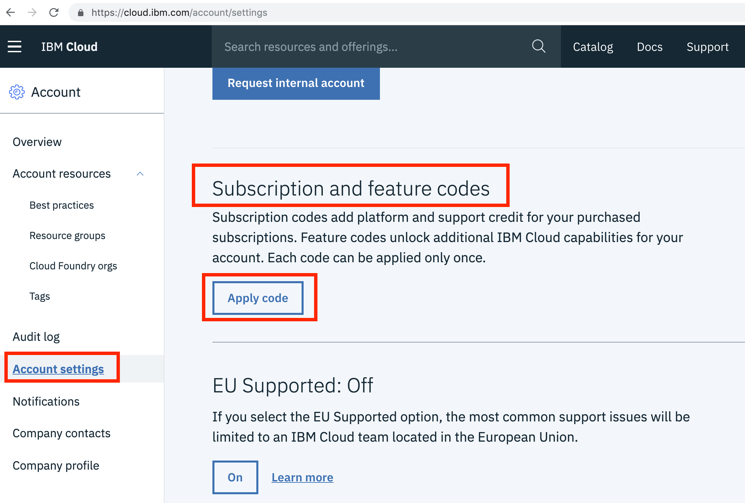 https://cloud.ibm.com/account/settings
IBM Cloud
Search resources and offerings...
Catalog
Docs
Support
Account
Overview
Account resources
Best practices
Resource groups
Cloud Foundry orgs
Tags
Audit log
Account settings
Notifications
Company contacts
Company profile
Request internal account
Subscription and feature codes
Subscription codes add platform and support credit for your purchased
subscriptions. Feature codes unlock additional IBM Cloud capabilities for your
account. Each code can be applied only once.
Apply code
EU Supported: Off
If you select the EU Supported option, the most common support issues will be
limited to an IBM Cloud team located in the European Union.
On
Learn more